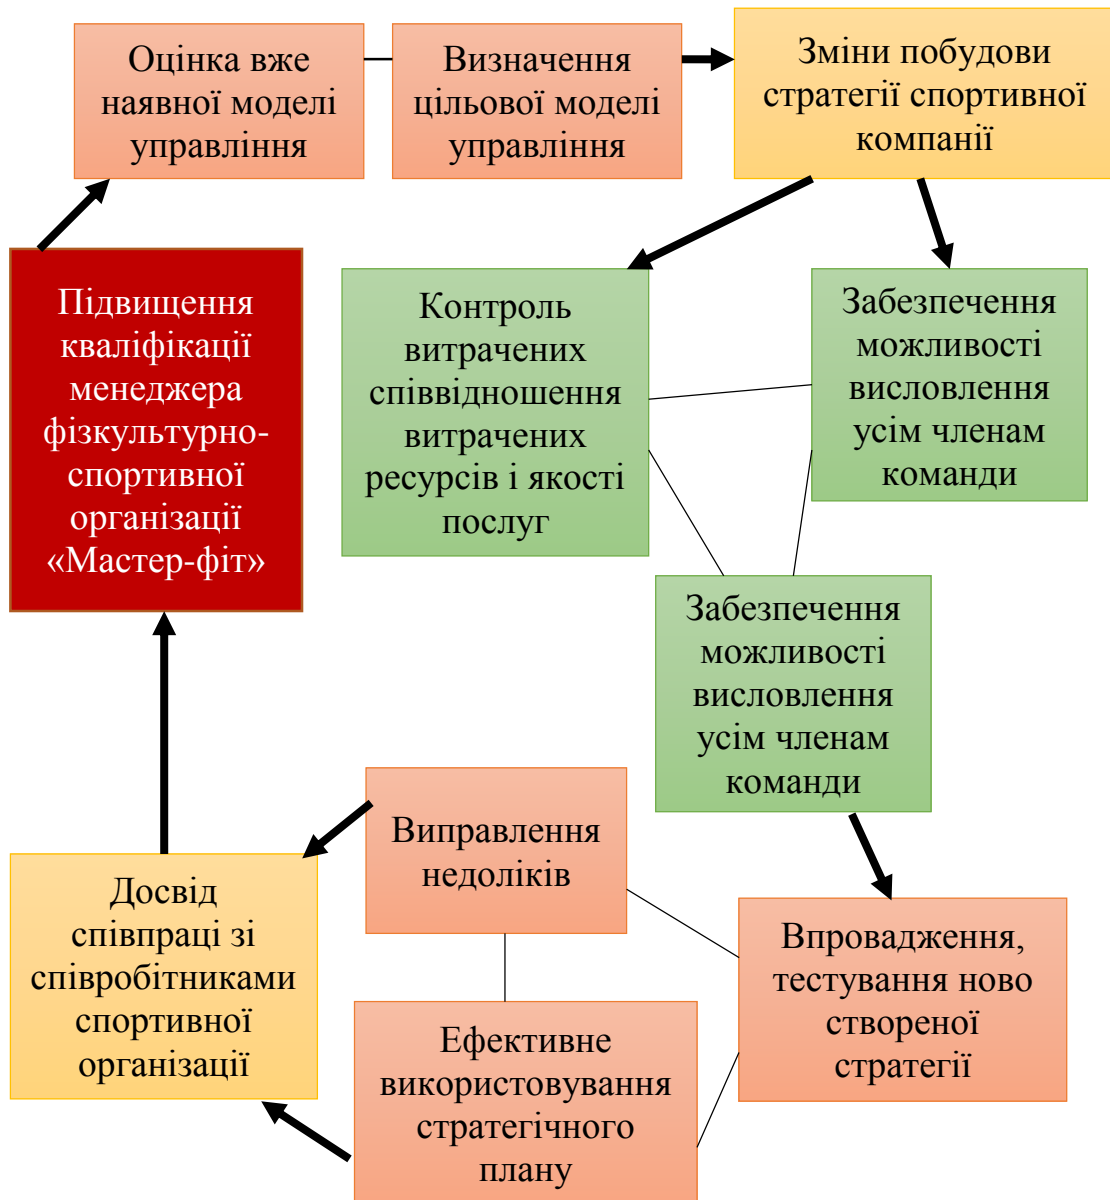 Оцінка вже
наявної моделі
управління
Визначення
цільової моделі
управління
Зміни побудови
стратегії спортивної
компанії
Підвищення
кваліфікації
менеджера
фізкультурно-
спортивної
організації
«Мастер-фіт»
Контроль
витрачених
співвідношення
витрачених
ресурсів і якості
послуг
Забезпечення
можливості
висловлення
усім членам
команди
Забезпечення
можливості
висловлення
усім членам
команди
Виправлення
недоліків
Досвід
співпраці зі
співробітниками
спортивної
організації
Впровадження,
тестування ново
створеної
стратегії
Ефективне
використовування
стратегічного
плану